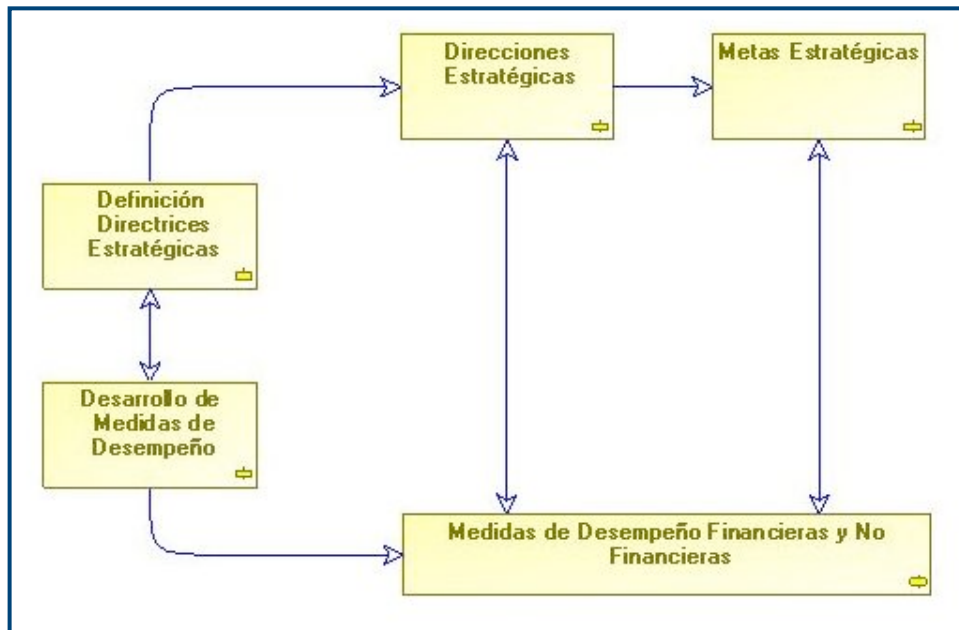 Direcciones
Estratégicas
Metas Estratégicas
Definición
Directrices
Estratégicas
Desarrollo de
Medidas de
Desempeño
Medidas de Desempeño Financieras y No
Financieras